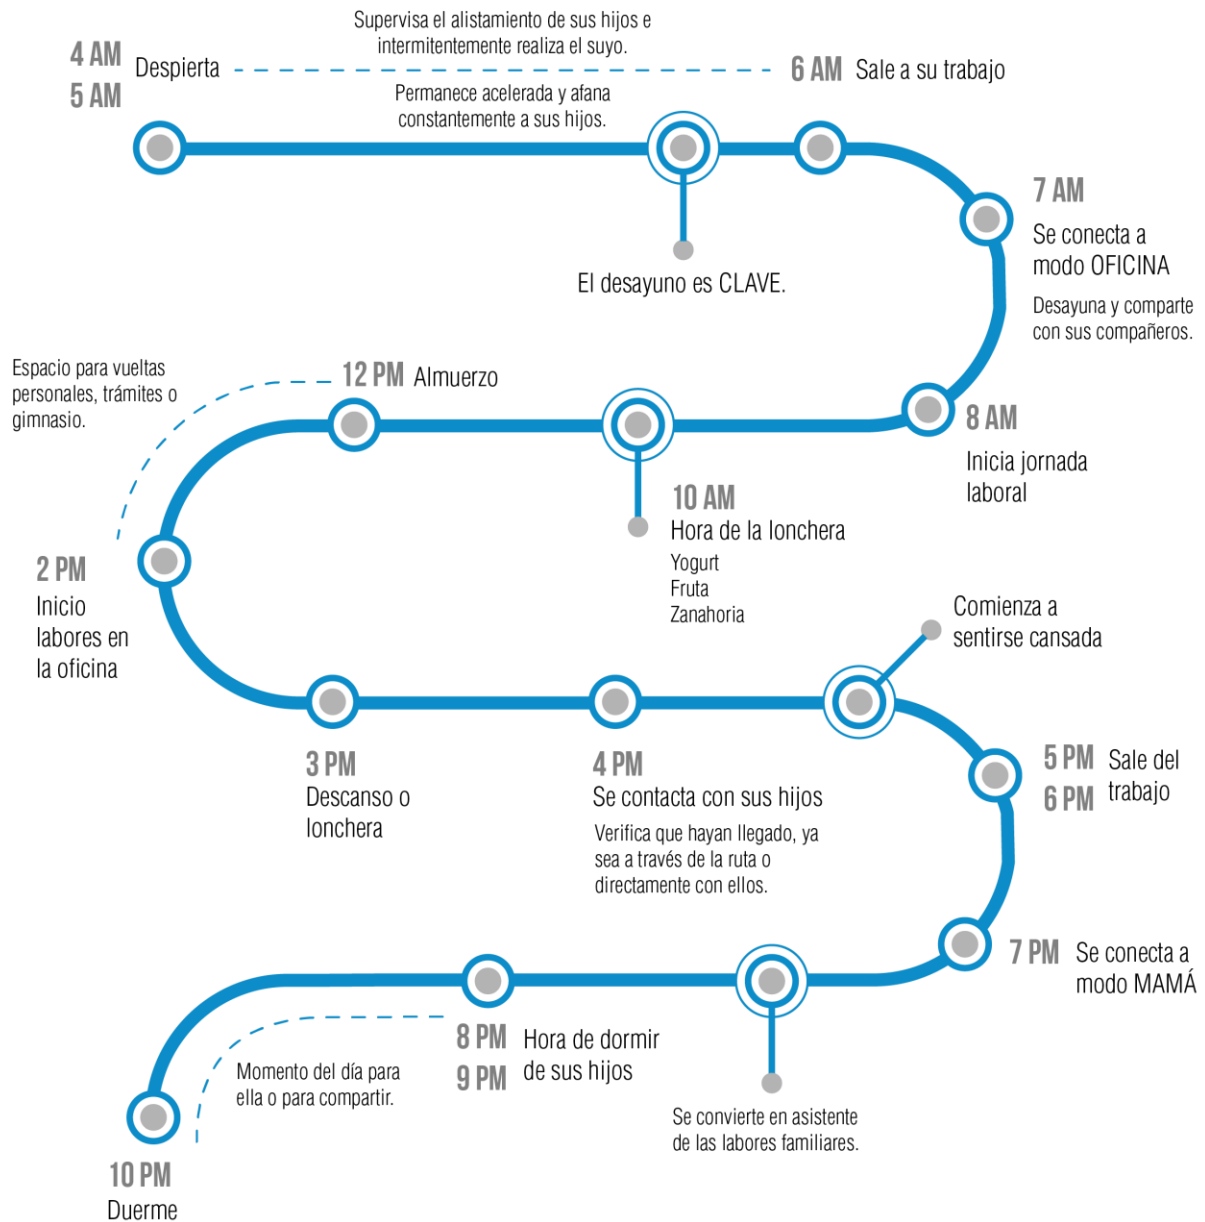 4 AM
5 AM
Despierta
Supervisa el alistamiento de sus hijos e
intermitentemente realiza el suyo.
Permanece acelerada y afana
constantemente a sus hijos.
6 AM Sale a su trabajo
El desayuno es CLAVE.
7 AM
Se conecta a
modo OFICINA
Desayuna y comparte
con sus compañeros.
8 AM
Inicia jornada
laboral
10 AM
Hora de la lonchera
Yogurt
Fruta
Zanahoria
12 PM Almuerzo
Espacio para vueltas
personales, trámites o
gimnasio.
2 PM
Inicio
labores en
la oficina
3 PM
Descanso o
lonchera
4 PM
Se contacta con sus hijos
Verifica que hayan llegado, ya
sea a través de la ruta o
directamente con ellos.
Comienza a
sentirse cansada
5 PM
6 PM
Sale del
trabajo
7 PM
Se conecta a
modo MAMÁ
Se convierte en asistente
de las labores familiares.
8 PM
9 PM
Hora de dormir
de sus hijos
Momento del día para
ella o para compartir.
10 PM
Duerme